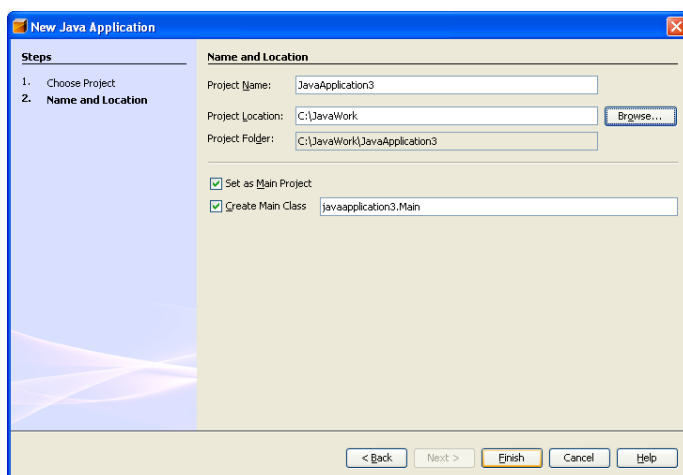 New Java Application
Steps
1. Choose Project
2. Name and Location
Name and Location
Project Name: JavaApplication3
Project Location: C:\JavaWork Browse...
Project Folder: C:\JavaWork\JavaApplication3
Set as Main Project
Create Main Class javaapplication3.Main
< Back Next > Finish Cancel Help